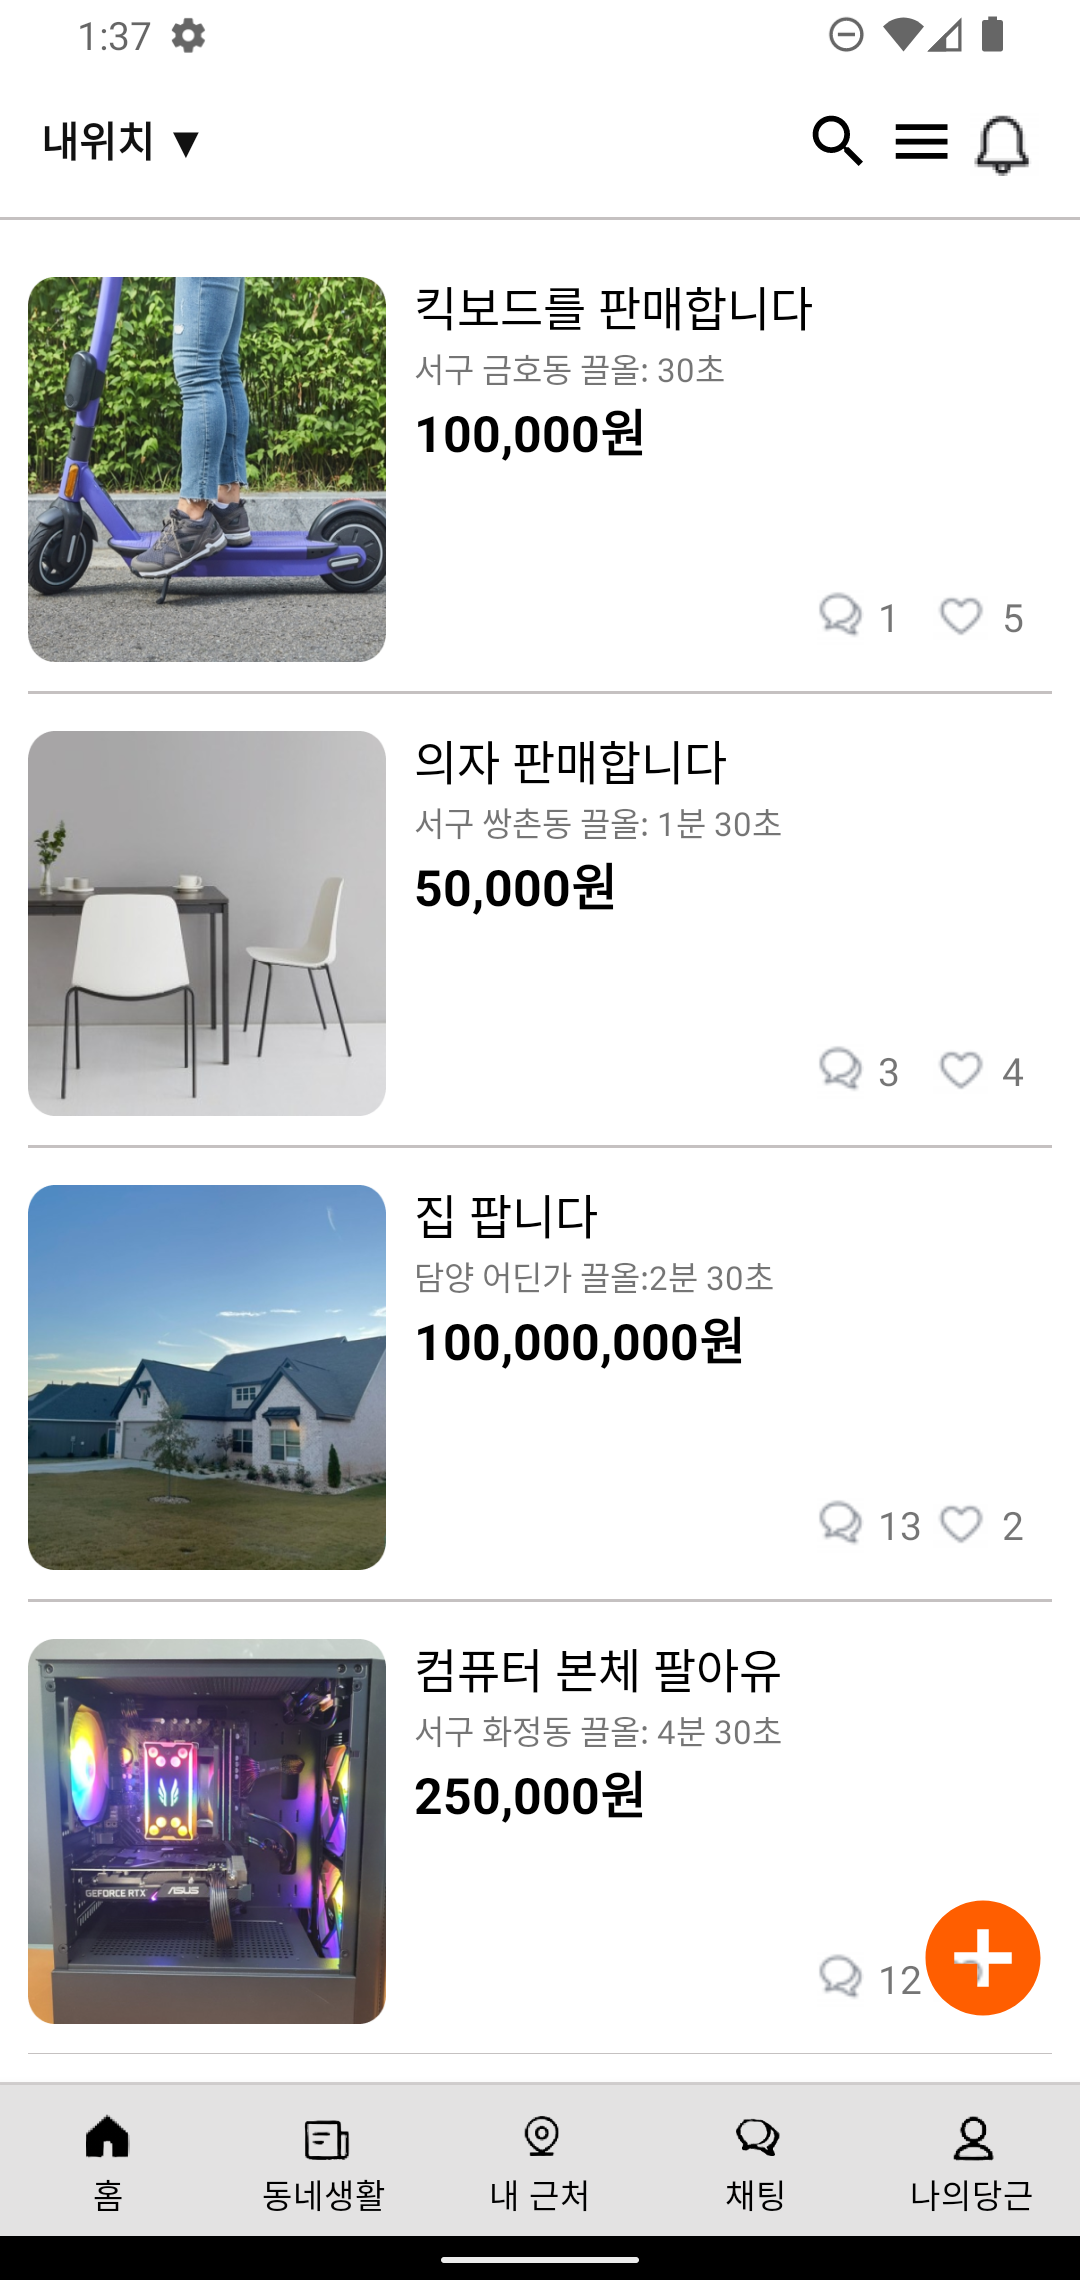 1:37
내위치 ▼
킥보드를 판매합니다
서구 금호동 끌올: 30초
100,000원
1 5
의자 판매합니다
서구 쌍촌동 끌올: 1분 30초
50,000원
3 4
집 팝니다
담양 어딘가 끌올:2분 30초
100,000,000원
13 2
컴퓨터 본체 팔아유
서구 화정동 끌올: 4분 30초
250,000원
GEFORCE RTX ASUS
12
홈 동네생활 내 근처 채팅 나의당근